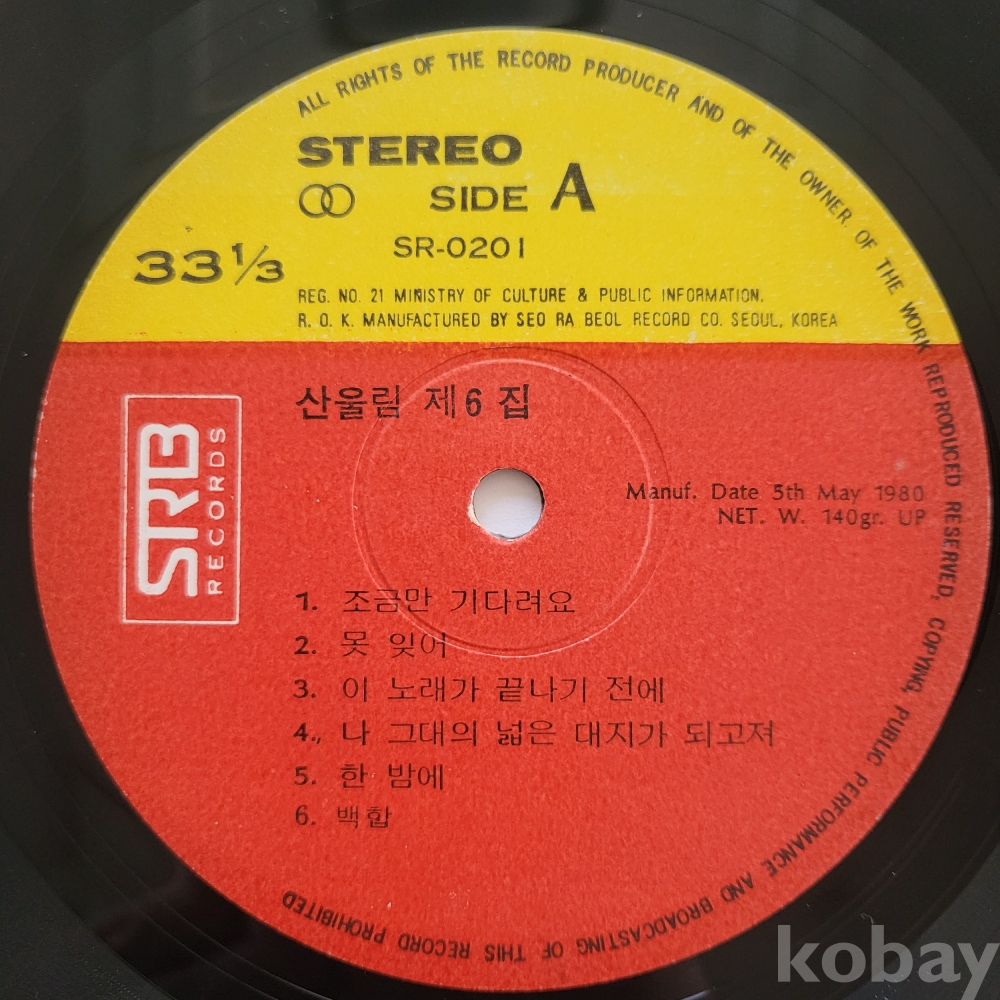 ALL RIGHTS OF THE RECORD PRODUCER AND OF THE OWNER OF THE WORK REPRODUCED RESERVED, COPYING, PUBLIC PERFORMANCE AND BROADCASTING OF THIS RECORD PROHIBITED
STEREO
SIDE A
SR-0201
33 1/3
REG. NO. 21 MINISTRY OF CULTURE & PUBLIC INFORMATION.
R. O. K. MANUFACTURED BY SEO RA BEOL RECORD CO. SEOUL, KOREA
산울림 제6집
SRB
RECORDS
Manuf. Date 5th May 1980
NET. W. 140gr. UP
1. 조금만 기다려요
2. 못 잊어
3. 이 노래가 끝나기 전에
4., 나 그대의 넓은 대지가 되고져
5. 한 밤에
6. 백합
kobay